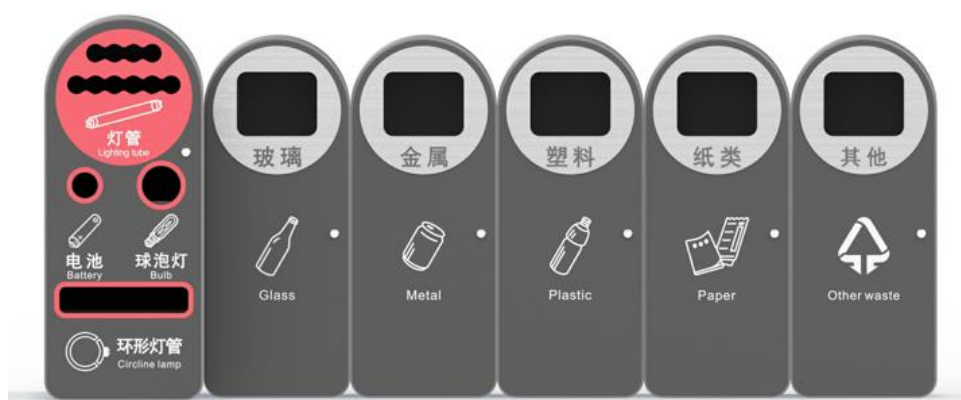 灯管
Lighting tube
电池
Battery
球泡灯
Bulb
环形灯管
Circline lamp
玻璃
Glass
金属
Metal
塑料
Plastic
纸类
Paper
其他
Other waste